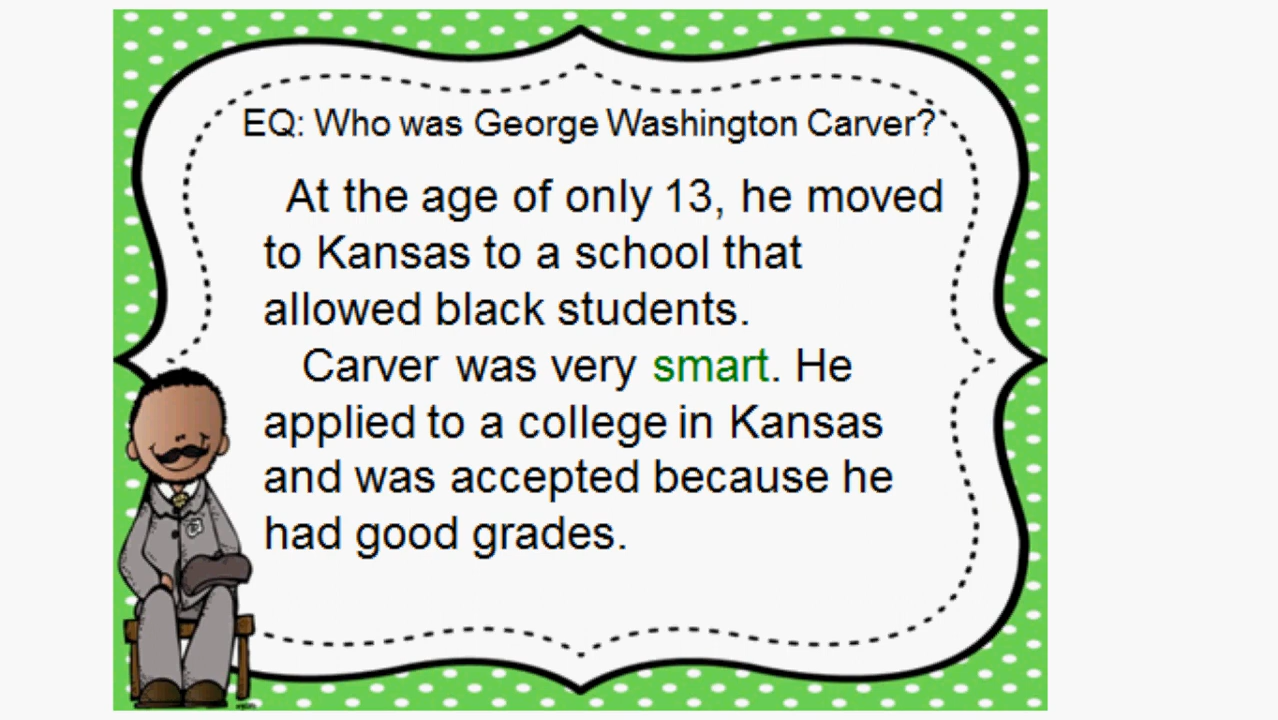 EQ: Who was George Washington Carver?
At the age of only 13, he moved
to Kansas to a school that
allowed black students.
Carver was very smart. He
applied to a college in Kansas
and was accepted because he
had good grades.